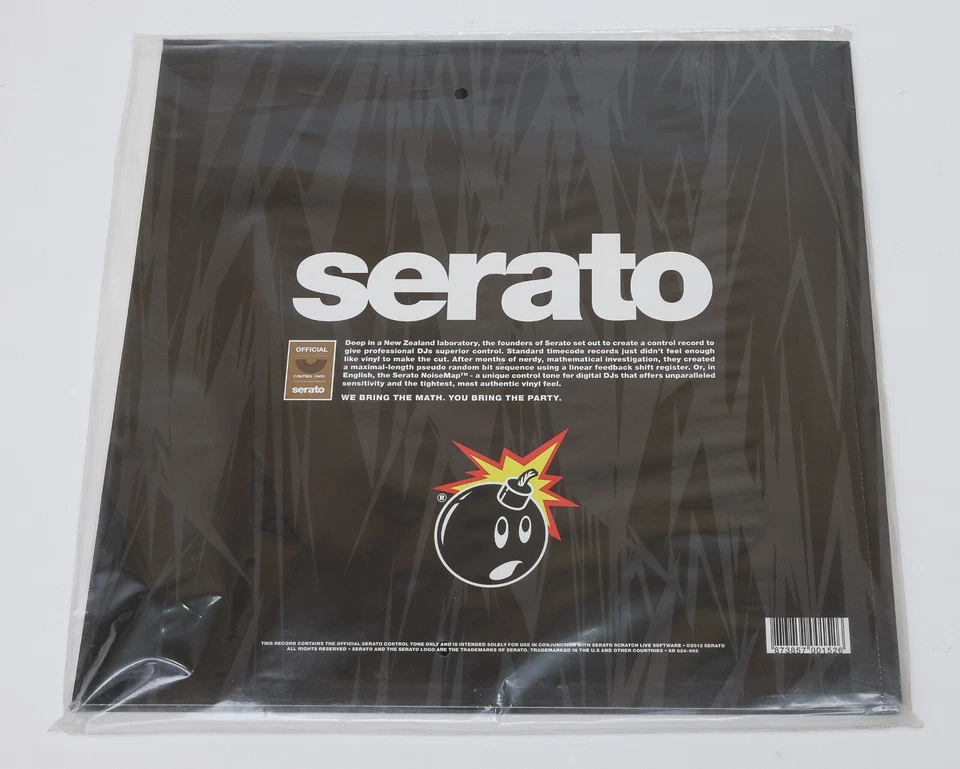 serato
OFFICIAL
CONTROL VINYL
serato
Deep in a New Zealand laboratory, the founders of Serato set out to create a control record to
give professional DJs superior control. Standard timecode records just didn't feel enough
like vinyl to make the cut. After months of nerdy, mathematical investigation, they created
a maximal-length pseudo random bit sequence using a linear feedback shift register. Or, in
English, the Serato NoiseMap™ - a unique control tone for digital DJs that offers unparalleled
sensitivity and the tightest, most authentic vinyl feel.
WE BRING THE MATH. YOU BRING THE PARTY.
®
THIS RECORD CONTAINS THE OFFICIAL SERATO CONTROL TONE ONLY AND IS INTENDED SOLELY FOR USE IN CONJUNCTION WITH SERATO SCRATCH LIVE SOFTWARE • ©2012 SERATO
ALL RIGHTS RESERVED • SERATO AND THE SERATO LOGO ARE THE TRADEMARKS OF SERATO. TRADEMARKED IN THE U.S AND OTHER COUNTRIES •
873857 001526